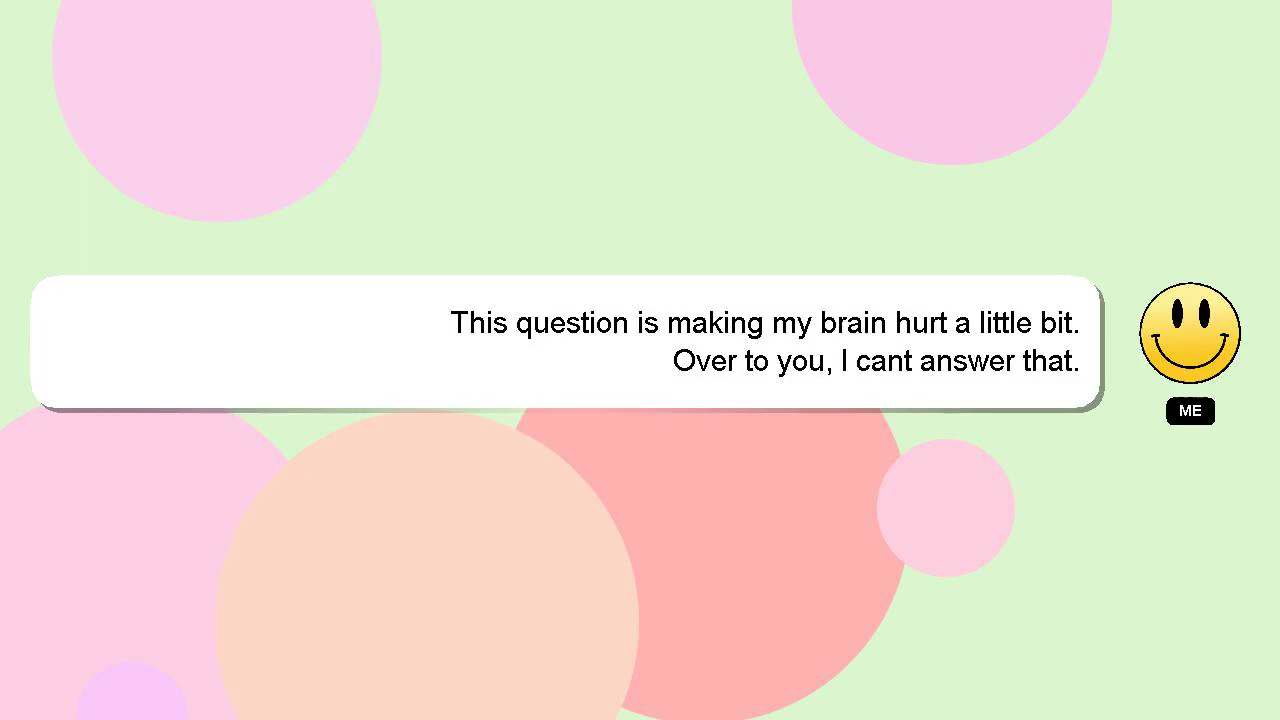 This question is making my brain hurt a little bit.
Over to you, I cant answer that.
ME